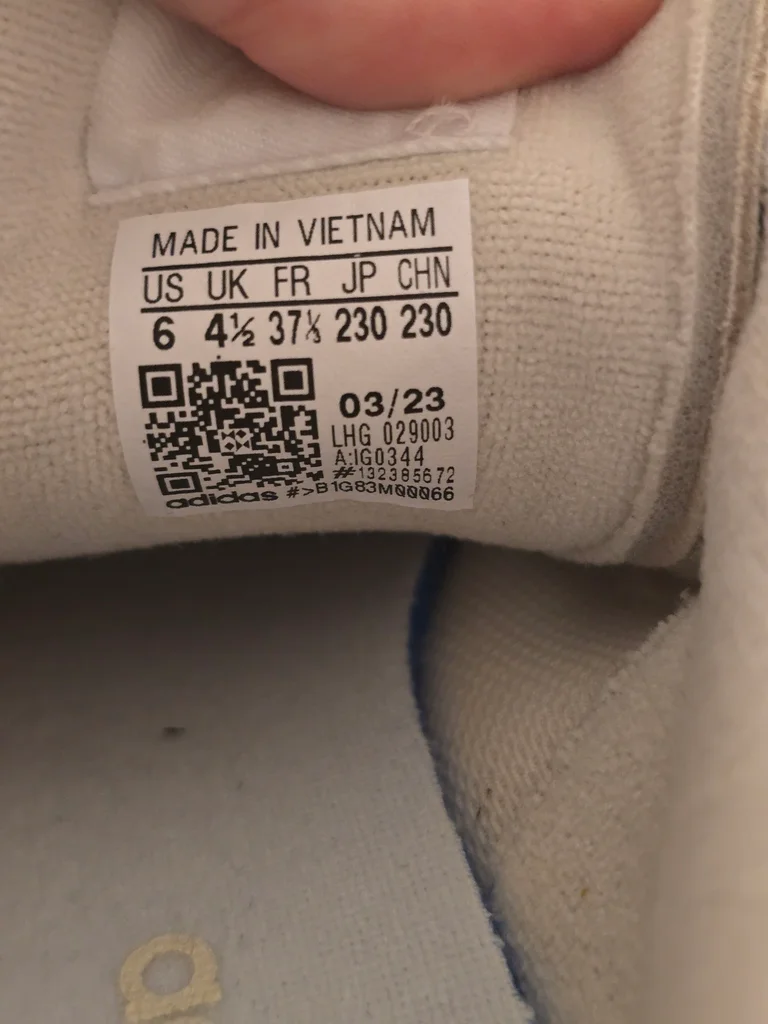 MADE IN VIETNAM
US UK FR JP CHN
6 4½ 37⅓ 230 230
03/23
LHG 029003
A:IG0344
#132385672
adidas #>B1G83M00066